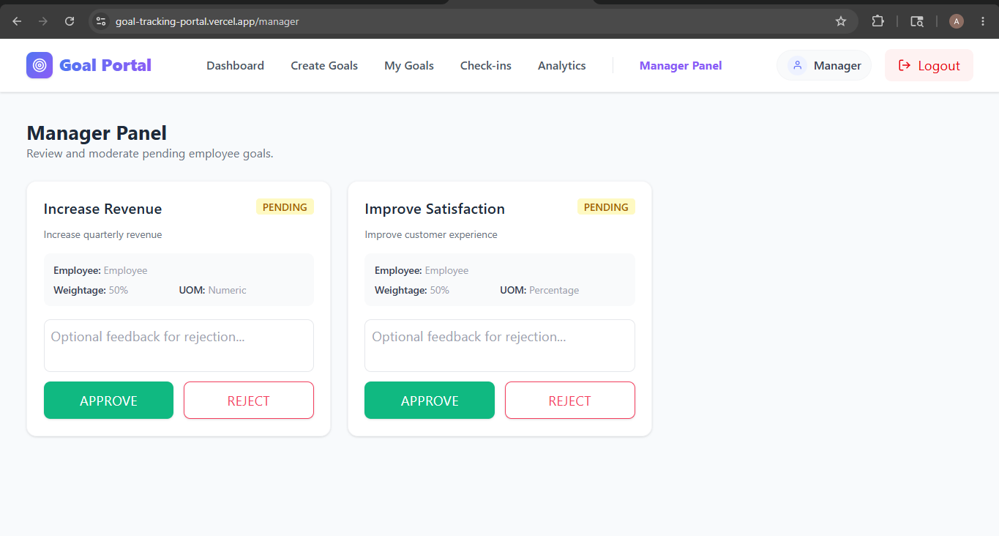 goal-tracking-portal.vercel.app/manager
A
Goal Portal
Dashboard
Create Goals
My Goals
Check-ins
Analytics
Manager Panel
Manager
Logout
Manager Panel
Review and moderate pending employee goals.
Increase Revenue
PENDING
Increase quarterly revenue
Employee: Employee
Weightage: 50%
UOM: Numeric
Optional feedback for rejection...
APPROVE
REJECT
Improve Satisfaction
PENDING
Improve customer experience
Employee: Employee
Weightage: 50%
UOM: Percentage
Optional feedback for rejection...
APPROVE
REJECT